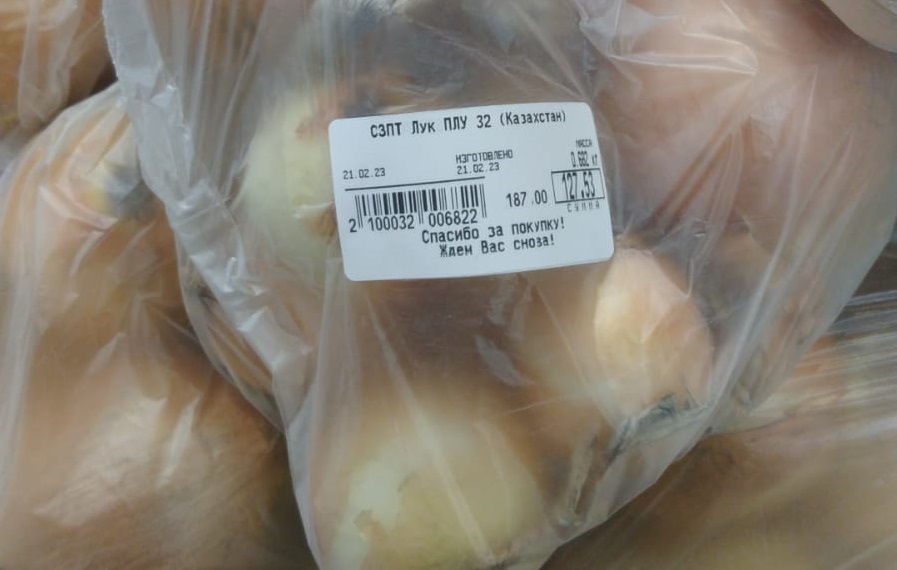 СЗПТ Лук ПЛУ 32 (Казахстан)
МАССА
ИЗГОТОВЛЕНО
0.682 кг
21.02.23
21.02.23
187.00
127.53
СУММА
2 100032 006822
Спасибо за покупку!
Ждем Вас снова!